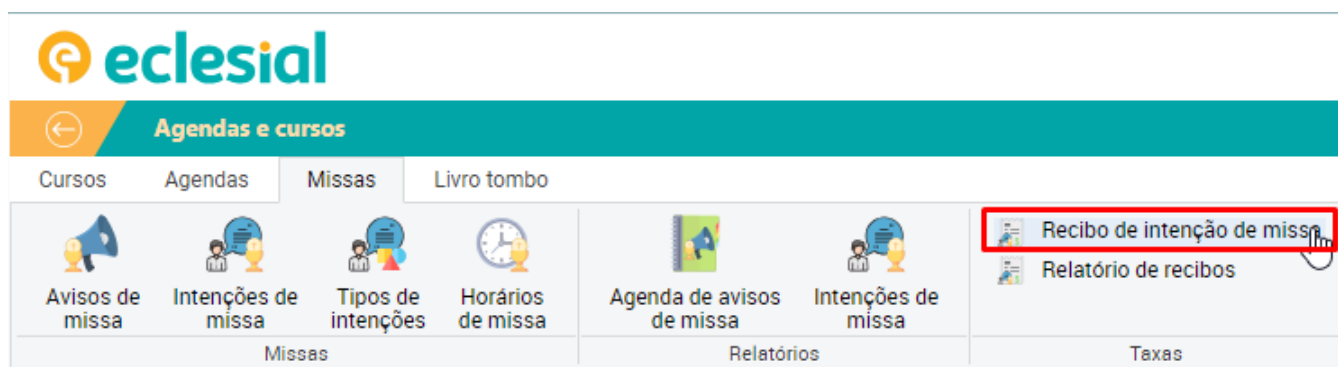 eclesial
Agendas e cursos
Cursos Agendas Missas Livro tombo
Avisos de missa
Intenções de missa
Tipos de intenções
Horários de missa
Missas
Agenda de avisos de missa
Intenções de missa
Relatórios
Recibo de intenção de missa
Relatório de recibos
Taxas